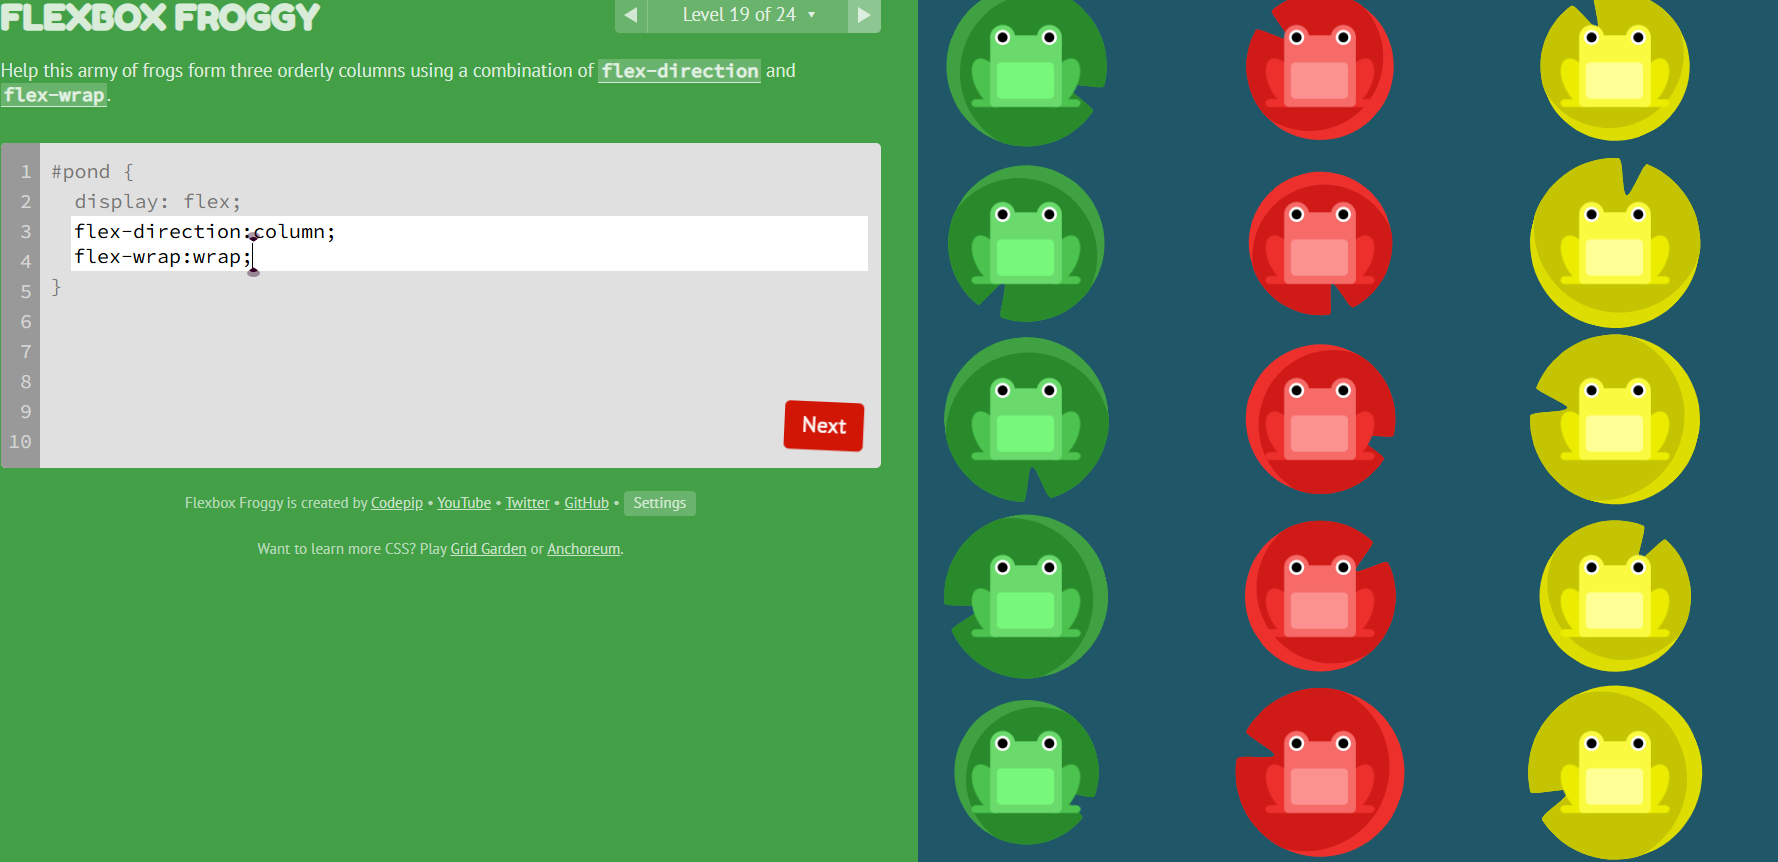 FLEXBOX FROGGY
◀ Level 19 of 24 ▾ ▶
Help this army of frogs form three orderly columns using a combination of flex-direction and
flex-wrap.
1 #pond {
2 display: flex;
3 flex-direction:column;
4 flex-wrap:wrap;
5 }
6
7
8
9
10
Next
Flexbox Froggy is created by Codepip • YouTube • Twitter • GitHub • Settings
Want to learn more CSS? Play Grid Garden or Anchoreum.